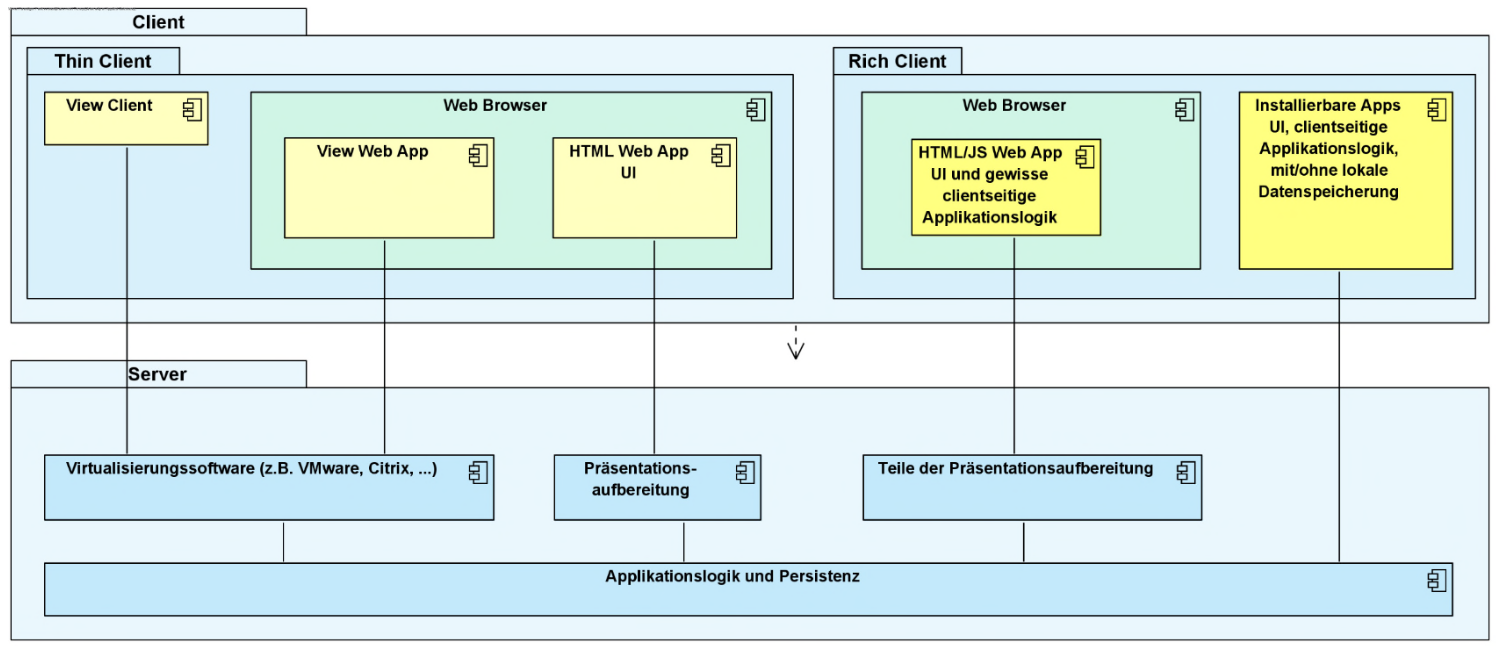 Client
Thin Client
Rich Client
View Client
Web Browser
View Web App
HTML Web App
UI
Web Browser
HTML/JS Web App
UI und gewisse
clientseitige
Applikationslogik
Installierbare Apps
UI, clientseitige
Applikationslogik,
mit/ohne lokale
Datenspeicherung
Server
Virtualisierungssoftware (z.B. VMware, Citrix, ...)
Präsentations-
aufbereitung
Teile der Präsentationsaufbereitung
Applikationslogik und Persistenz